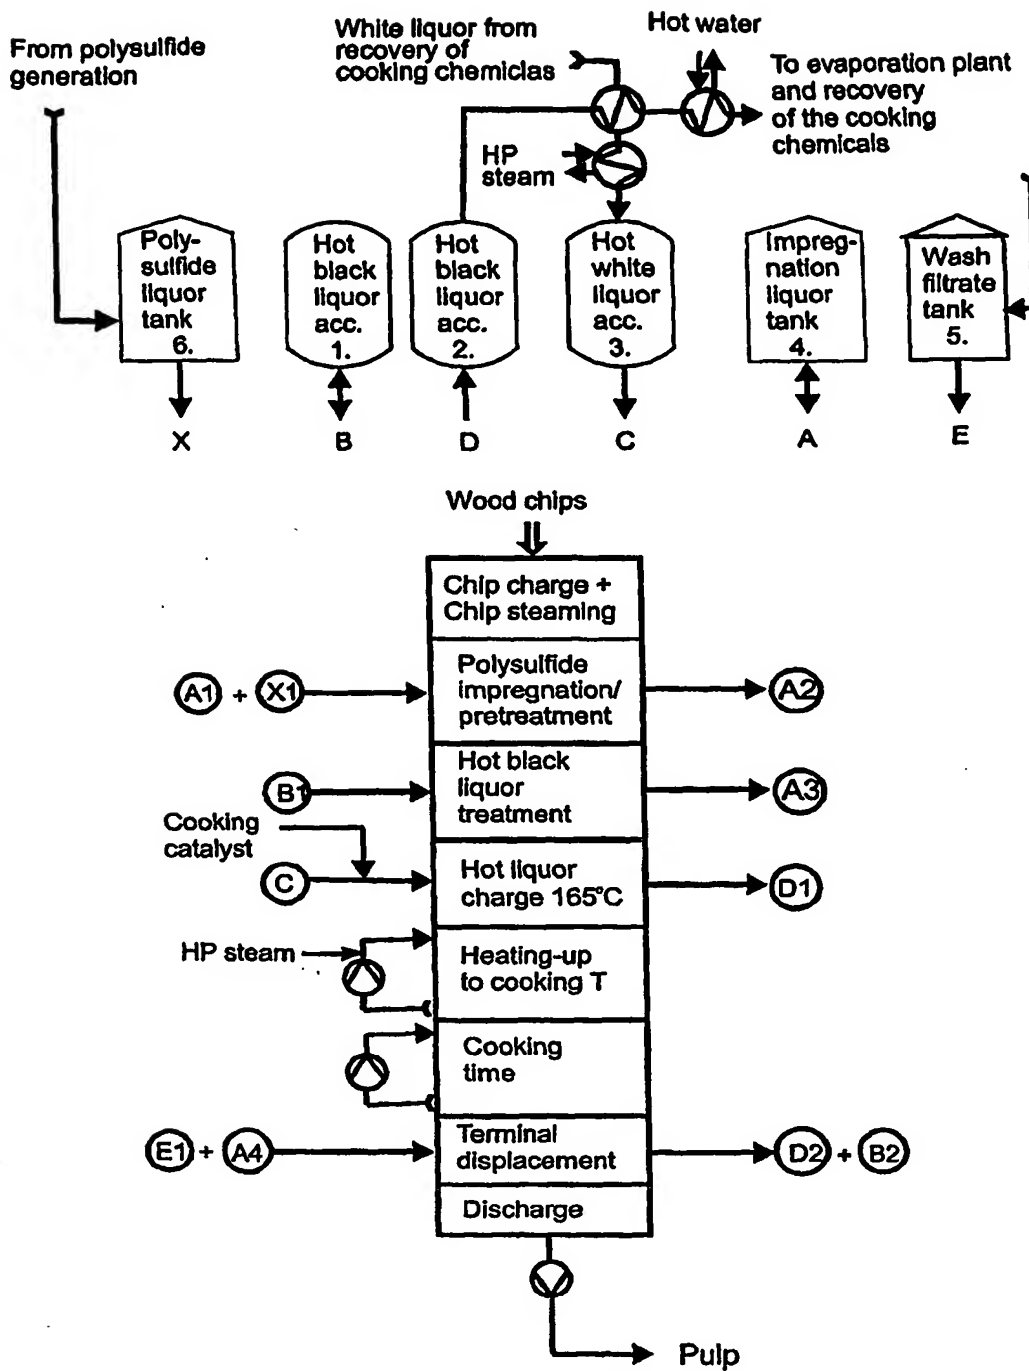 From polysulfide
generation
White liquor from
recovery of
cooking chemiclas
Hot water
To evaporation plant
and recovery
of the cooking
chemicals
HP
steam
Poly-
sulfide
liquor
tank
6.
Hot
black
liquor
acc.
1.
Hot
black
liquor
acc.
2.
Hot
white
liquor
acc.
3.
Impreg-
nation
liquor
tank
4.
Wash
filtrate
tank
5.
X
B
D
C
A
E
Wood chips
Chip charge +
Chip steaming
A1 + X1
Polysulfide
impregnation/
pretreatment
A2
B1
Hot black
liquor
treatment
A3
Cooking
catalyst
C
Hot liquor
charge 165°C
D1
HP steam
Heating-up
to cooking T
Cooking
time
E1 + A4
Terminal
displacement
D2 + B2
Discharge
Pulp